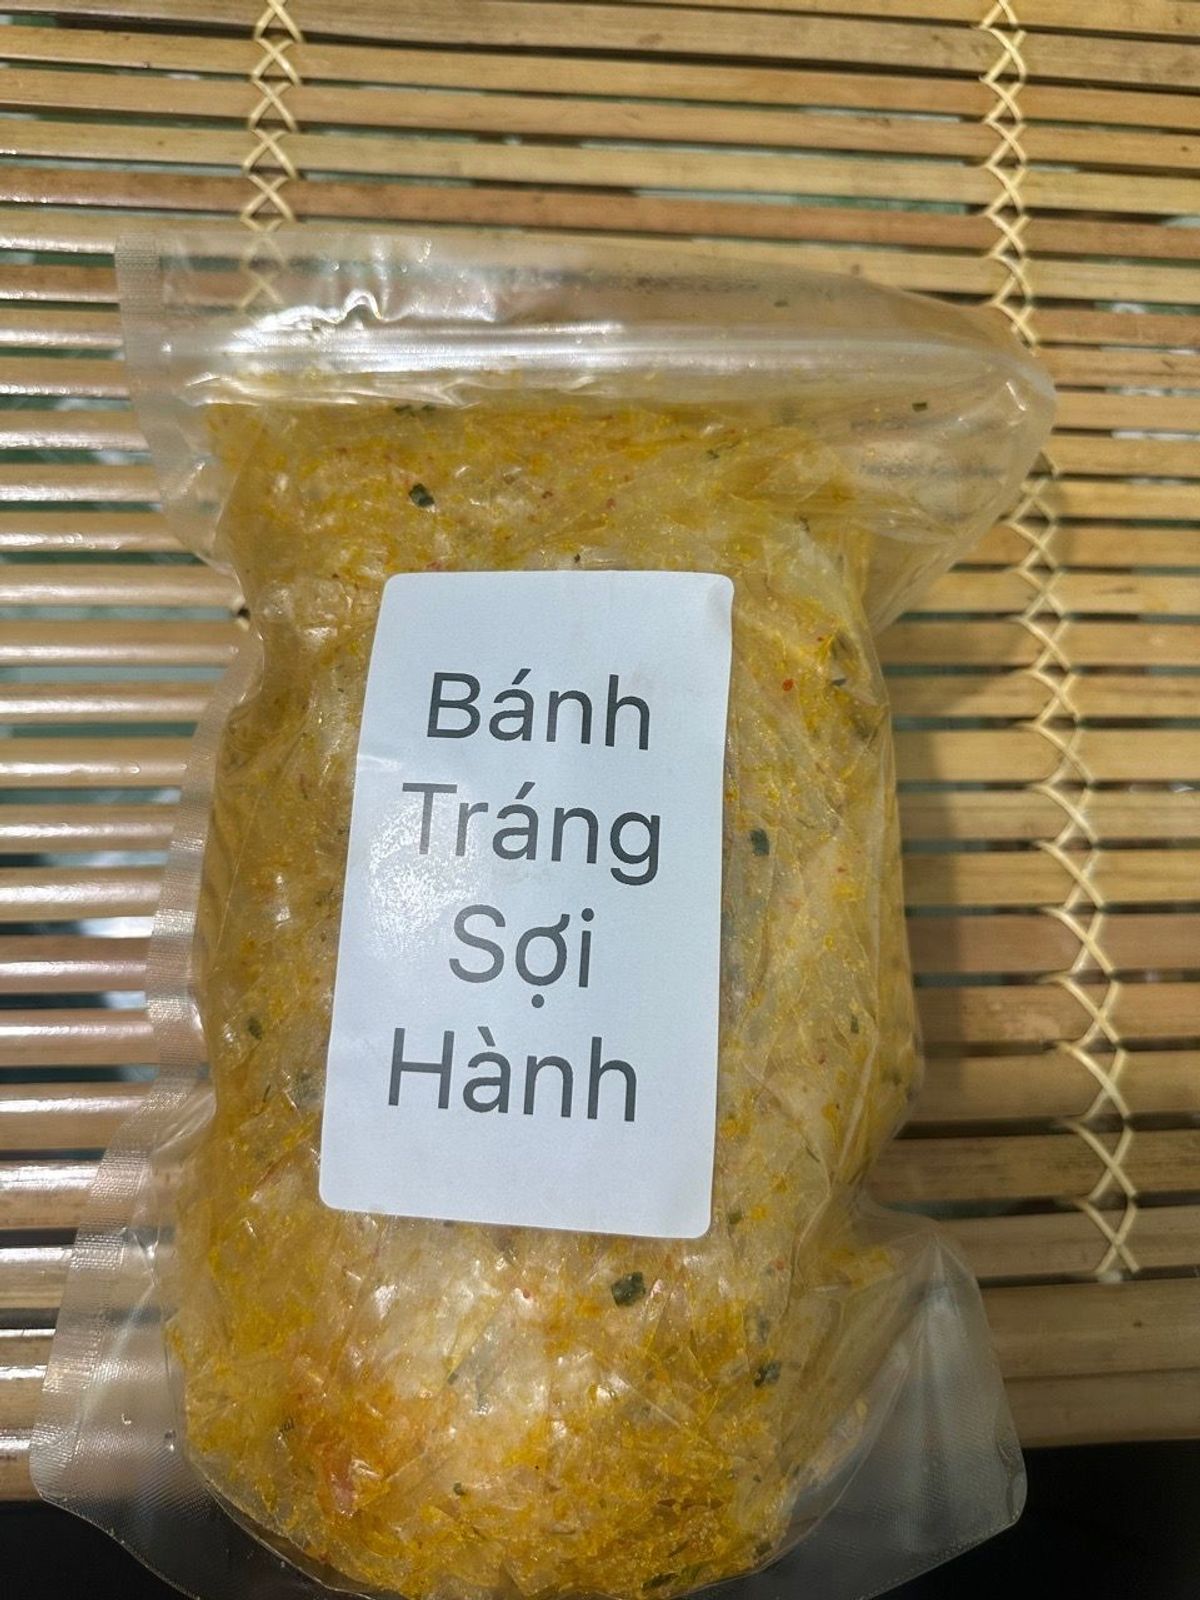 Bánh
Tráng
Sợi
Hành